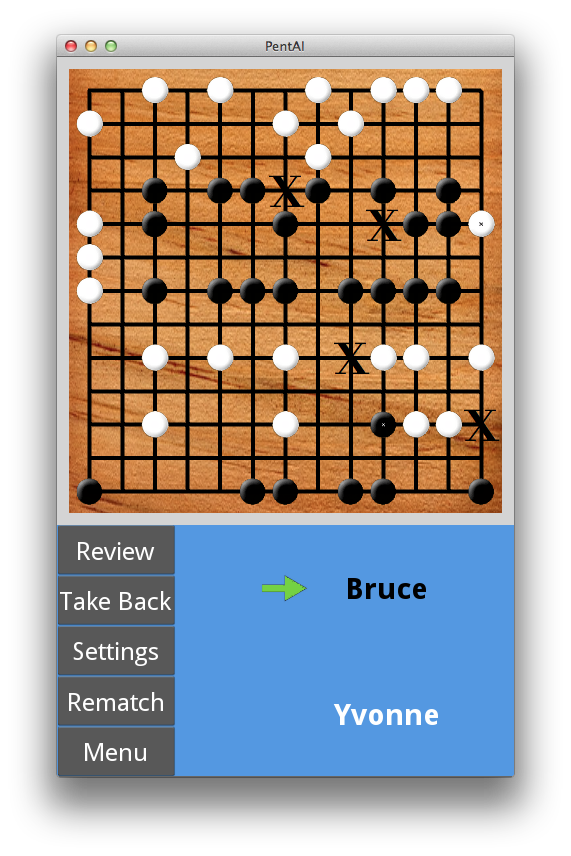 PentAI
X
X
X
X
Review
Take Back
Settings
Rematch
Menu
Bruce
Yvonne